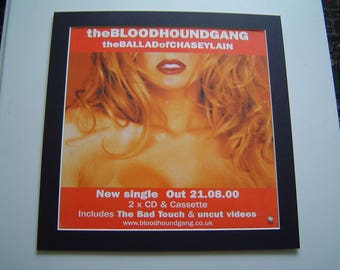 theBLOODHOUNDGANG
theBALLADofCHASEYLAIN
New single Out 21.08.00
2 x CD & Cassette
Includes The Bad Touch & uncut videos
www.bloodhoundgang.co.uk